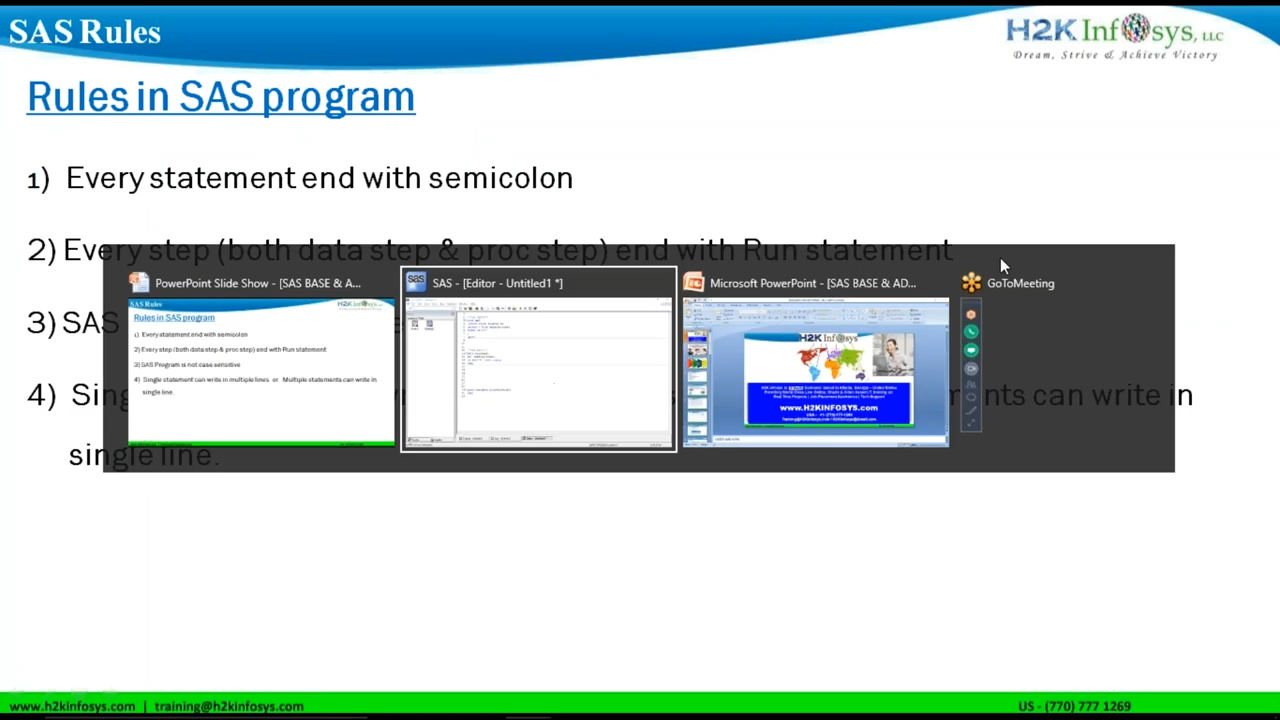 SAS Rules
H2K Infosys, LLC
Dream, Strive & Achieve Victory
Rules in SAS program
1) Every statement end with semicolon
2) Every step (both data step & proc step) end with Run statement
PowerPoint Slide Show - [SAS BASE & A...
SAS - [Editor - Untitled1 *]
Microsoft PowerPoint - [SAS BASE & AD...
GoToMeeting
SAS Rules
Rules in SAS program
1) Every statement end with semicolon
2) Every step (both data step & proc step) end with Run statement
3) SAS Program is not case sensitive
4) Single statement can write in multiple lines or Multiple statements can write in
single line.
H2K Infosys
www.H2KINFOSYS.com
3) SAS
4) Sing ments can write in
single line.
www.h2kinfosys.com | training@h2kinfosys.com
US - (770) 777 1269